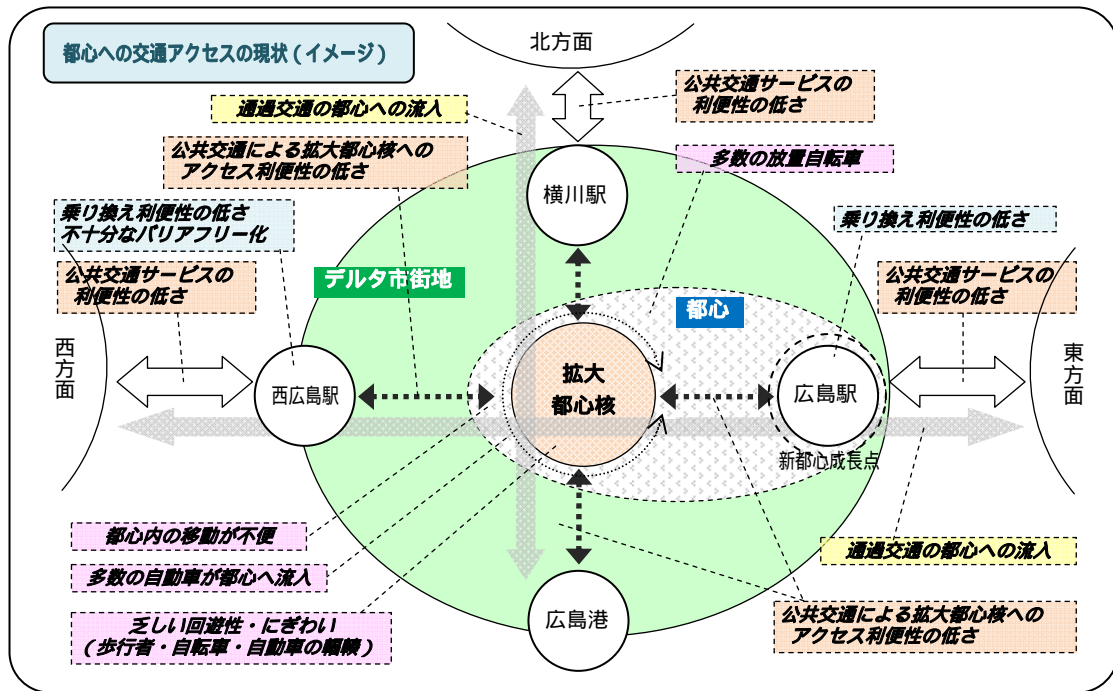 都心への交通アクセスの現状(イメージ)
北方面
公共交通サービスの
利便性の低さ
通過交通の都心への流入
公共交通による拡大都心核への
アクセス利便性の低さ
多数の放置自転車
横川駅
乗り換え利便性の低さ
不十分なバリアフリー化
乗り換え利便性の低さ
公共交通サービスの
利便性の低さ
デルタ市街地
都心
公共交通サービスの
利便性の低さ
西方面
東方面
拡大
都心核
西広島駅
広島駅
新都心成長点
都心内の移動が不便
通過交通の都心への流入
多数の自動車が都心へ流入
乏しい回遊性・にぎわい
(歩行者・自転車・自動車の輻輳)
広島港
公共交通による拡大都心核への
アクセス利便性の低さ